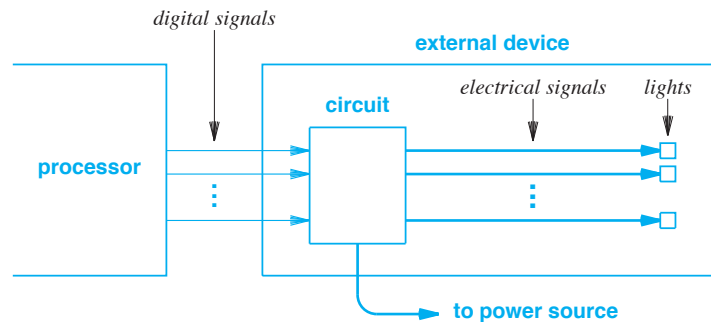 digital signals
external device
circuit
electrical signals
lights
processor
to power source